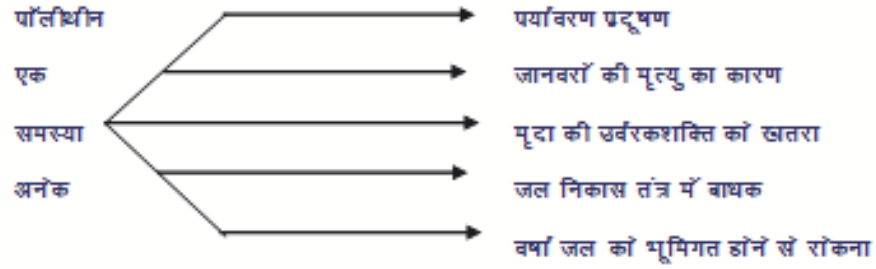 पॉलीथीन
एक
समस्या
अनेक
पर्यावरण प्रदूषण
जानवरों की मृत्यु का कारण
मृदा की उर्वरकशक्ति को खतरा
जल निकास तंत्र में बाधक
वर्षा जल को भूमिगत होने से रोकना